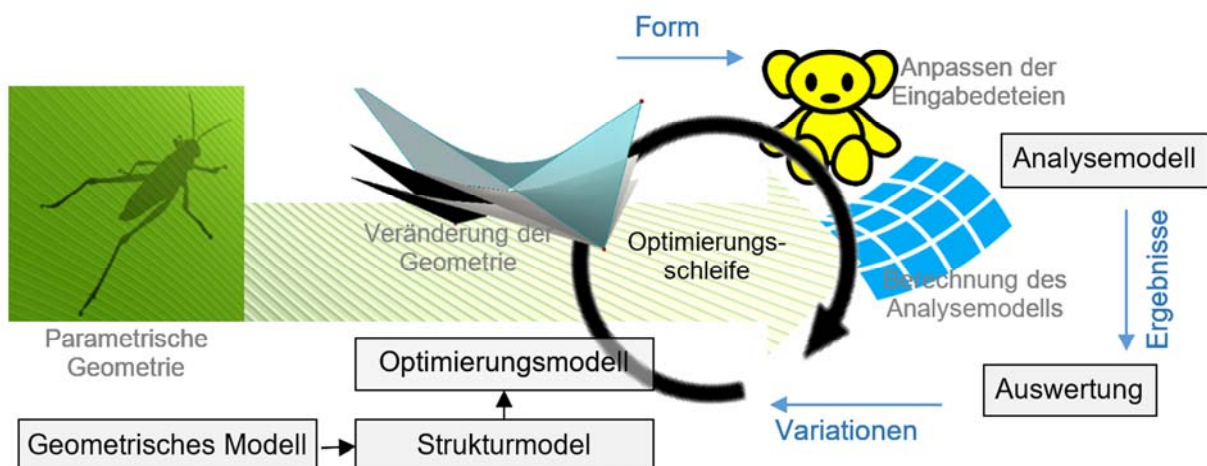 Form
Anpassen der
Eingabedeteien
Analysemodell
Veränderung der
Geometrie
Optimierungs-
schleife
Berechnung des
Analysemodells
Ergebnisse
Parametrische
Geometrie
Optimierungsmodell
Auswertung
Variationen
Geometrisches Modell
Strukturmodel